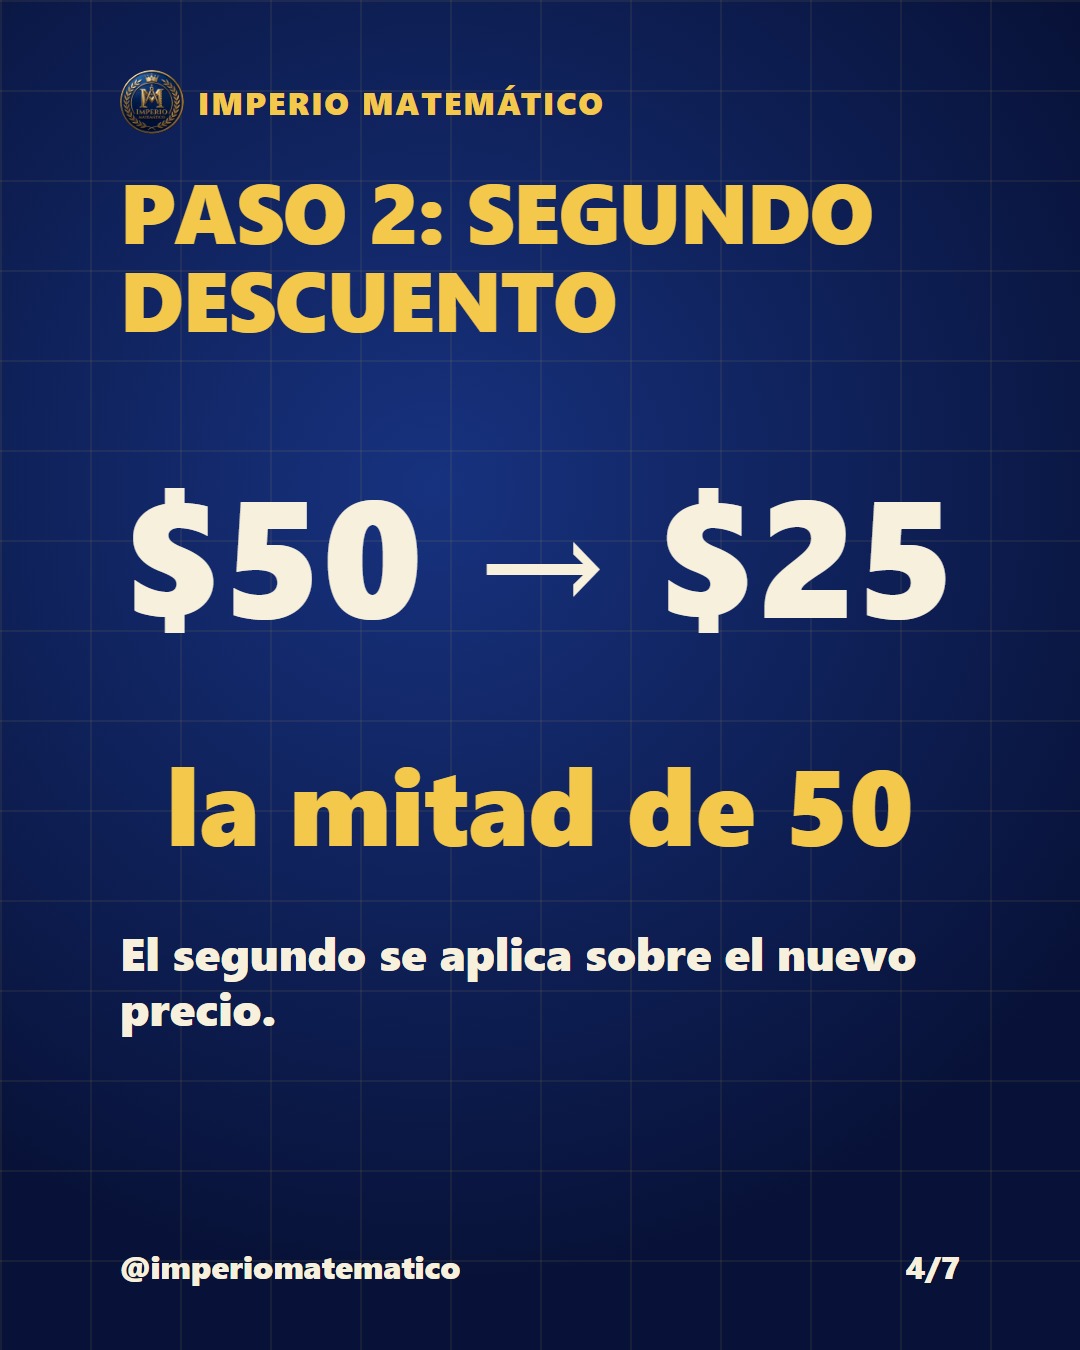 IMPERIO MATEMÁTICO
PASO 2: SEGUNDO
DESCUENTO
$50 → $25
la mitad de 50
El segundo se aplica sobre el nuevo
precio.
@imperiomatematico
4/7